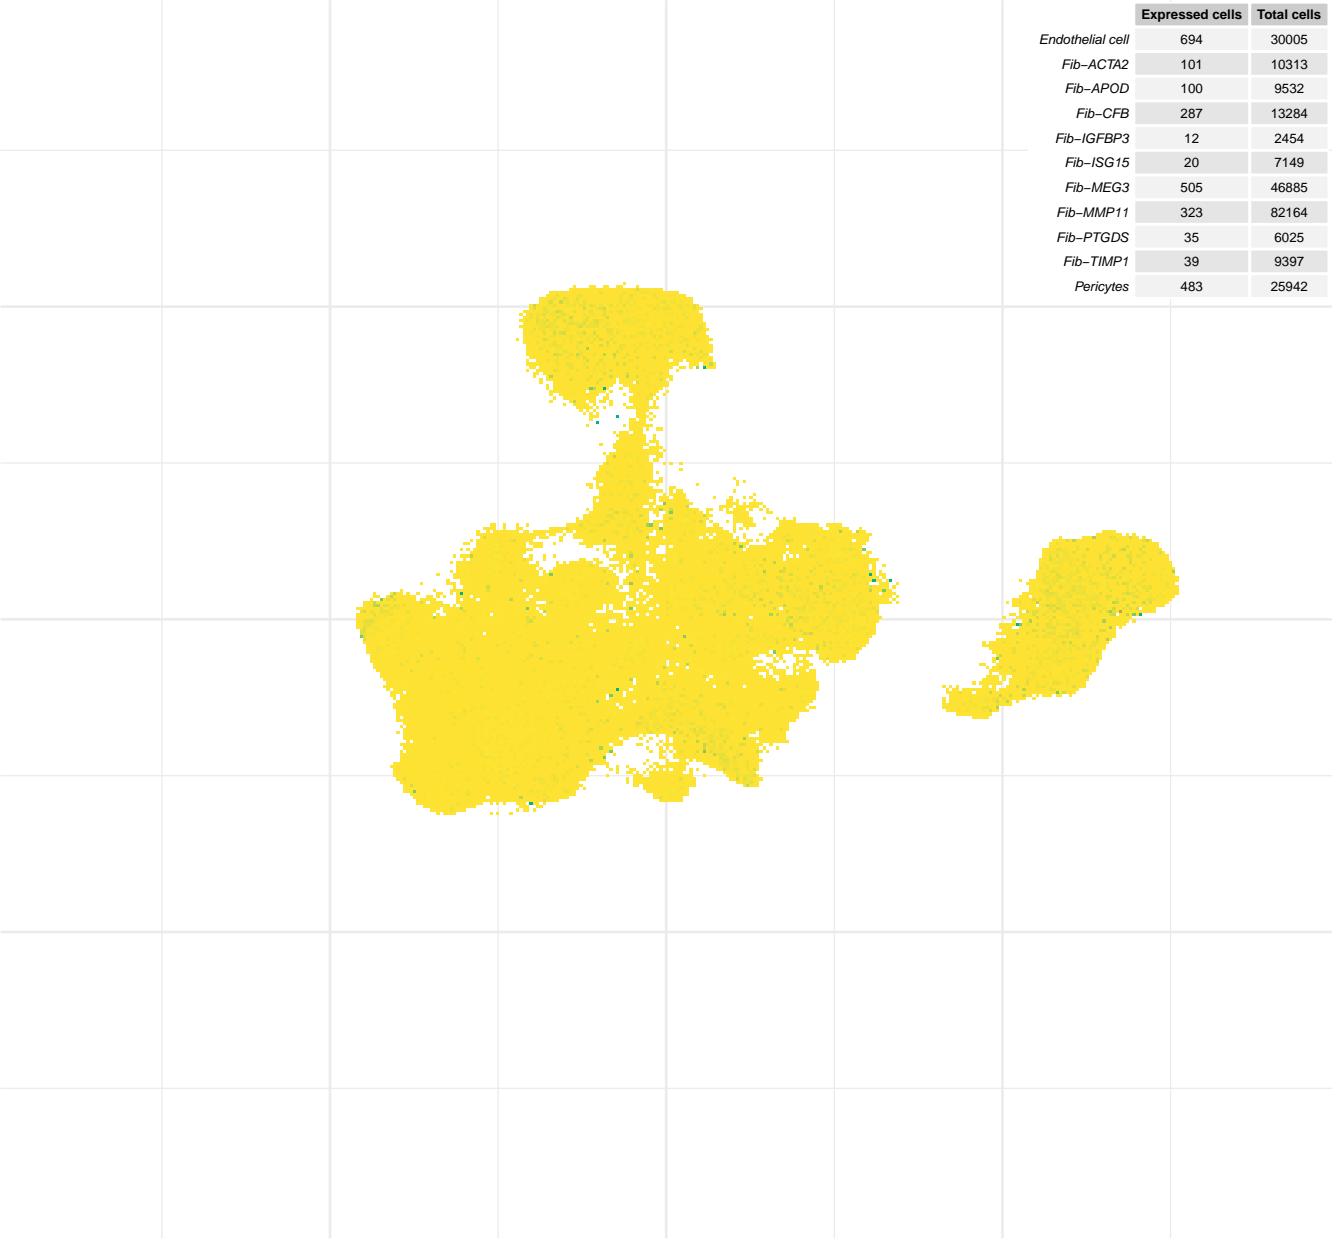 Expressed cells Total cells
Endothelial cell 694 30005
Fib−ACTA2 101 10313
Fib−APOD 100 9532
Fib−CFB 287 13284
Fib−IGFBP3 12 2454
Fib−ISG15 20 7149
Fib−MEG3 505 46885
Fib−MMP11 323 82164
Fib−PTGDS 35 6025
Fib−TIMP1 39 9397
Pericytes 483 25942